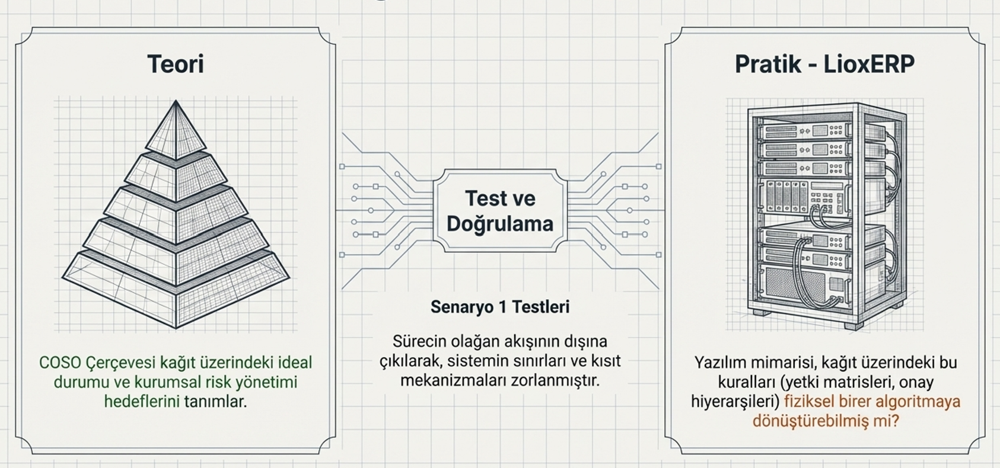 Teori
COSO Çerçevesi kağıt üzerindeki ideal
durumu ve kurumsal risk yönetimi
hedeflerini tanımlar.
Test ve
Doğrulama
Senaryo 1 Testleri
Sürecin olağan akışının dışına
çıkılarak, sistemin sınırları ve kısıt
mekanizmaları zorlanmıştır.
Pratik - LioxERP
Yazılım mimarisi, kağıt üzerindeki bu
kuralları (yetki matrisleri, onay
hiyerarşileri) fiziksel birer algoritmaya
dönüştürebilmiş mi?